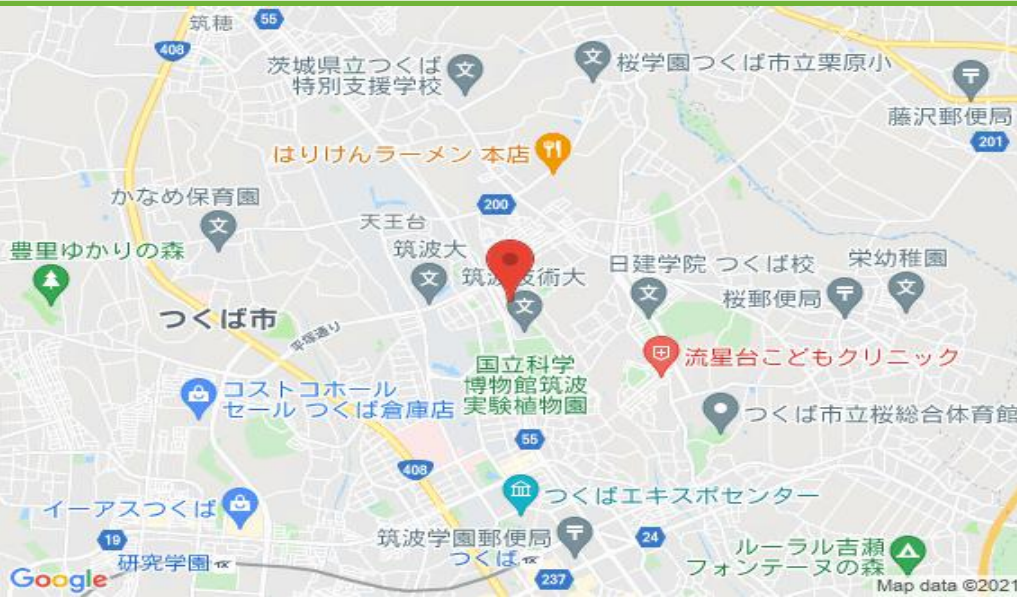 筑穂
55
408
茨城県立つくば
特別支援学校
桜学園つくば市立栗原小
藤沢郵便局
201
はりけんラーメン 本店
かなめ保育園
200
天王台
豊里ゆかりの森
筑波大
筑波技術大
日建学院 つくば校
栄幼稚園
桜郵便局
つくば市
平塚通り
国立科学
博物館筑波
実験植物園
流星台こどもクリニック
コストコホール
セール つくば倉庫店
つくば市立桜総合体育館
55
408
イーアスつくば
つくばエキスポセンター
19
筑波学園郵便局
24
研究学園
つくば
ルーラル吉瀬
フォンテーヌの森
237
Google
Map data ©2021